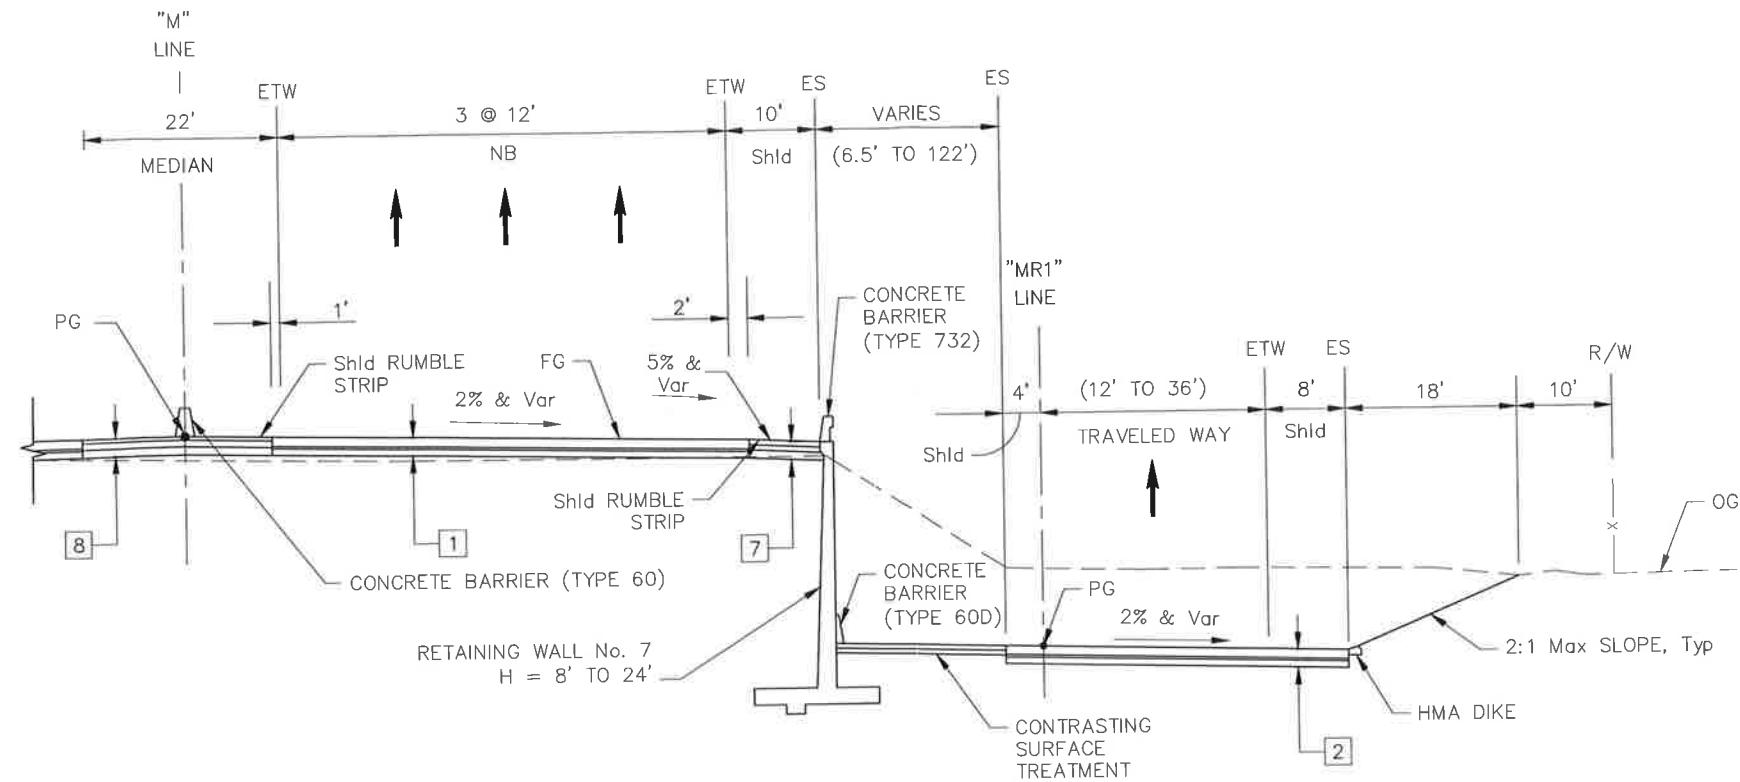 "M"
LINE
ETW
ETW
ES
ES
22'
3 @ 12'
10'
VARIES
MEDIAN
NB
Shld
(6.5' TO 122')
"MR1"
LINE
PG
1'
2'
CONCRETE
BARRIER
(TYPE 732)
Shld RUMBLE
STRIP
FG
5% &
Var
2% & Var
ETW
ES
R/W
4'
(12' TO 36')
8'
18'
10'
Shld
TRAVELED WAY
Shld
Shld RUMBLE
STRIP
OG
X
8
1
7
CONCRETE BARRIER (TYPE 60)
CONCRETE
BARRIER
(TYPE 60D)
PG
2% & Var
RETAINING WALL No. 7
H = 8' TO 24'
2:1 Max SLOPE, Typ
HMA DIKE
CONTRASTING
SURFACE
TREATMENT
2